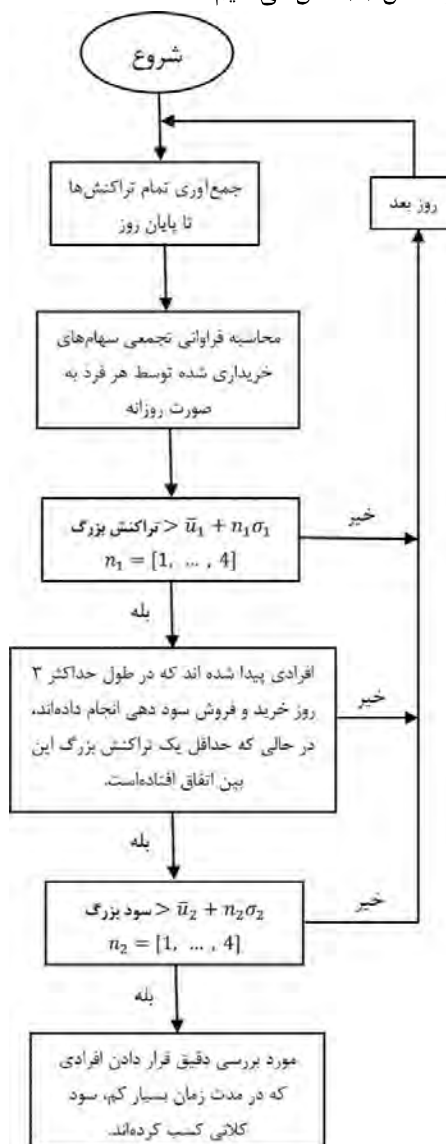 شروع
جمع‌آوری تمام تراکنش‌ها
تا پایان روز
روز بعد
محاسبه فراوانی تجمعی سهام‌های
خریداری شده توسط هر فرد به
صورت روزانه
تراکنش بزرگ > ū₁ + n₁σ₁
n₁ = [1, ... , 4]
خیر
بله
افرادی پیدا شده اند که در طول حداکثر ۳
روز خرید و فروش سود دهی انجام داده‌اند،
در حالی که حداقل یک تراکنش بزرگ این
بین اتفاق افتاده‌است.
خیر
بله
سود بزرگ > ū₂ + n₂σ₂
n₂ = [1, ... , 4]
خیر
بله
مورد بررسی دقیق قرار دادن افرادی
که در مدت زمان بسیار کم، سود
کلانی کسب کرده‌اند.